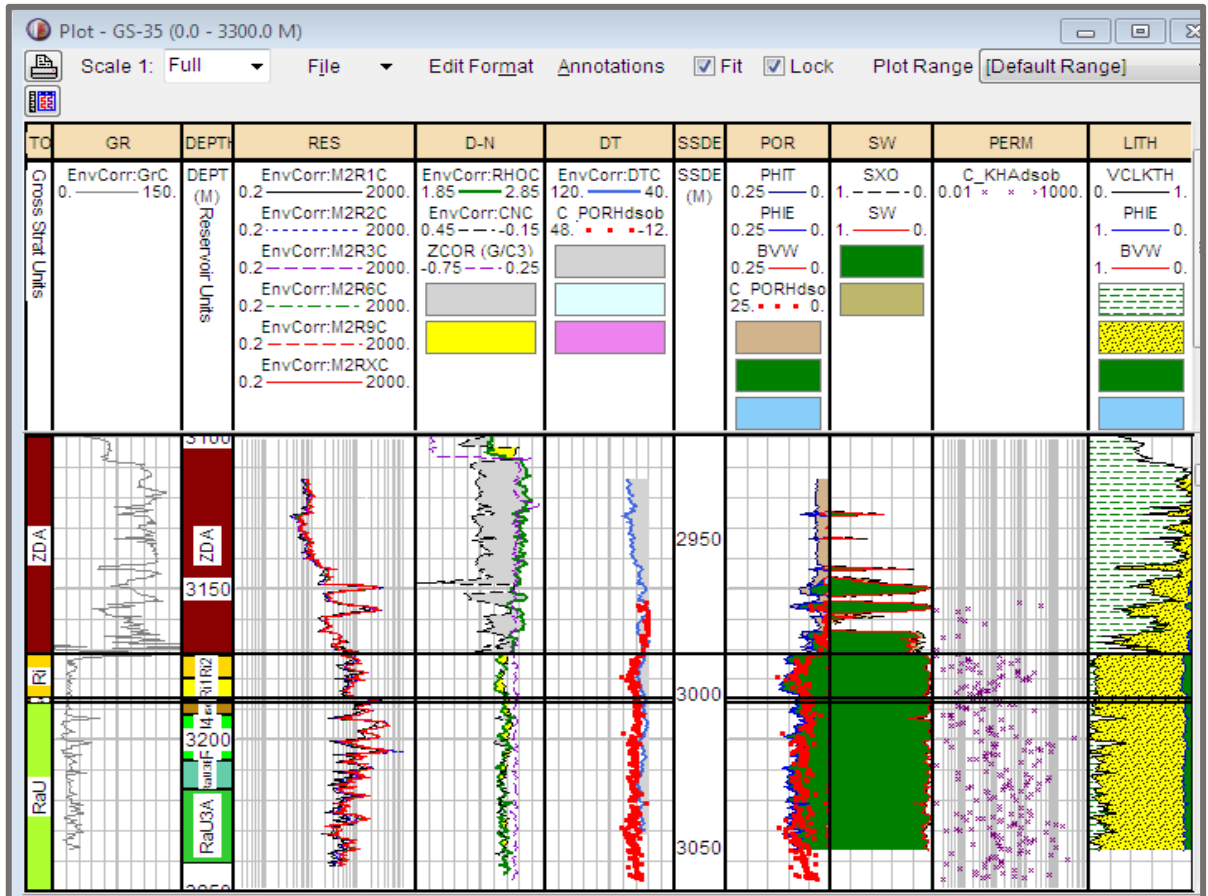 Plot - GS-35 (0.0 - 3300.0 M)
Scale 1: Full File Edit Format Annotations Fit Lock Plot Range [Default Range]
TO GR DEPTH RES D-N DT SSDE POR SW PERM LITH
Gross Strat Units
EnvCorr:GrC
0. 150.
DEPT
(M)
Reservoir Units
EnvCorr:M2R1C
0.2 2000.
EnvCorr:M2R2C
0.2 2000.
EnvCorr:M2R3C
0.2 2000.
EnvCorr:M2R6C
0.2 2000.
EnvCorr:M2R9C
0.2 2000.
EnvCorr:M2RXC
0.2 2000.
EnvCorr:RHOC
1.85 2.85
EnvCorr:CNC
0.45 -0.15
ZCOR (G/C3)
-0.75 0.25
EnvCorr:DTC
120. 40.
C_PORHdsob
48. -12.
SSDE
(M)
PHIT
0.25 0.
PHIE
0.25 0.
BVW
0.25 0.
C_PORHdso
25. 0.
SXO
1. 0.
SW
1. 0.
C_KHAdsob
0.01 1000.
VCLKTH
0. 1.
PHIE
1. 0.
BVW
1. 0.
3100
ZDA
ZDA
2950
3150
Ri
Ri2
Ri1
3000
3200
RaU
RaU3A
3050